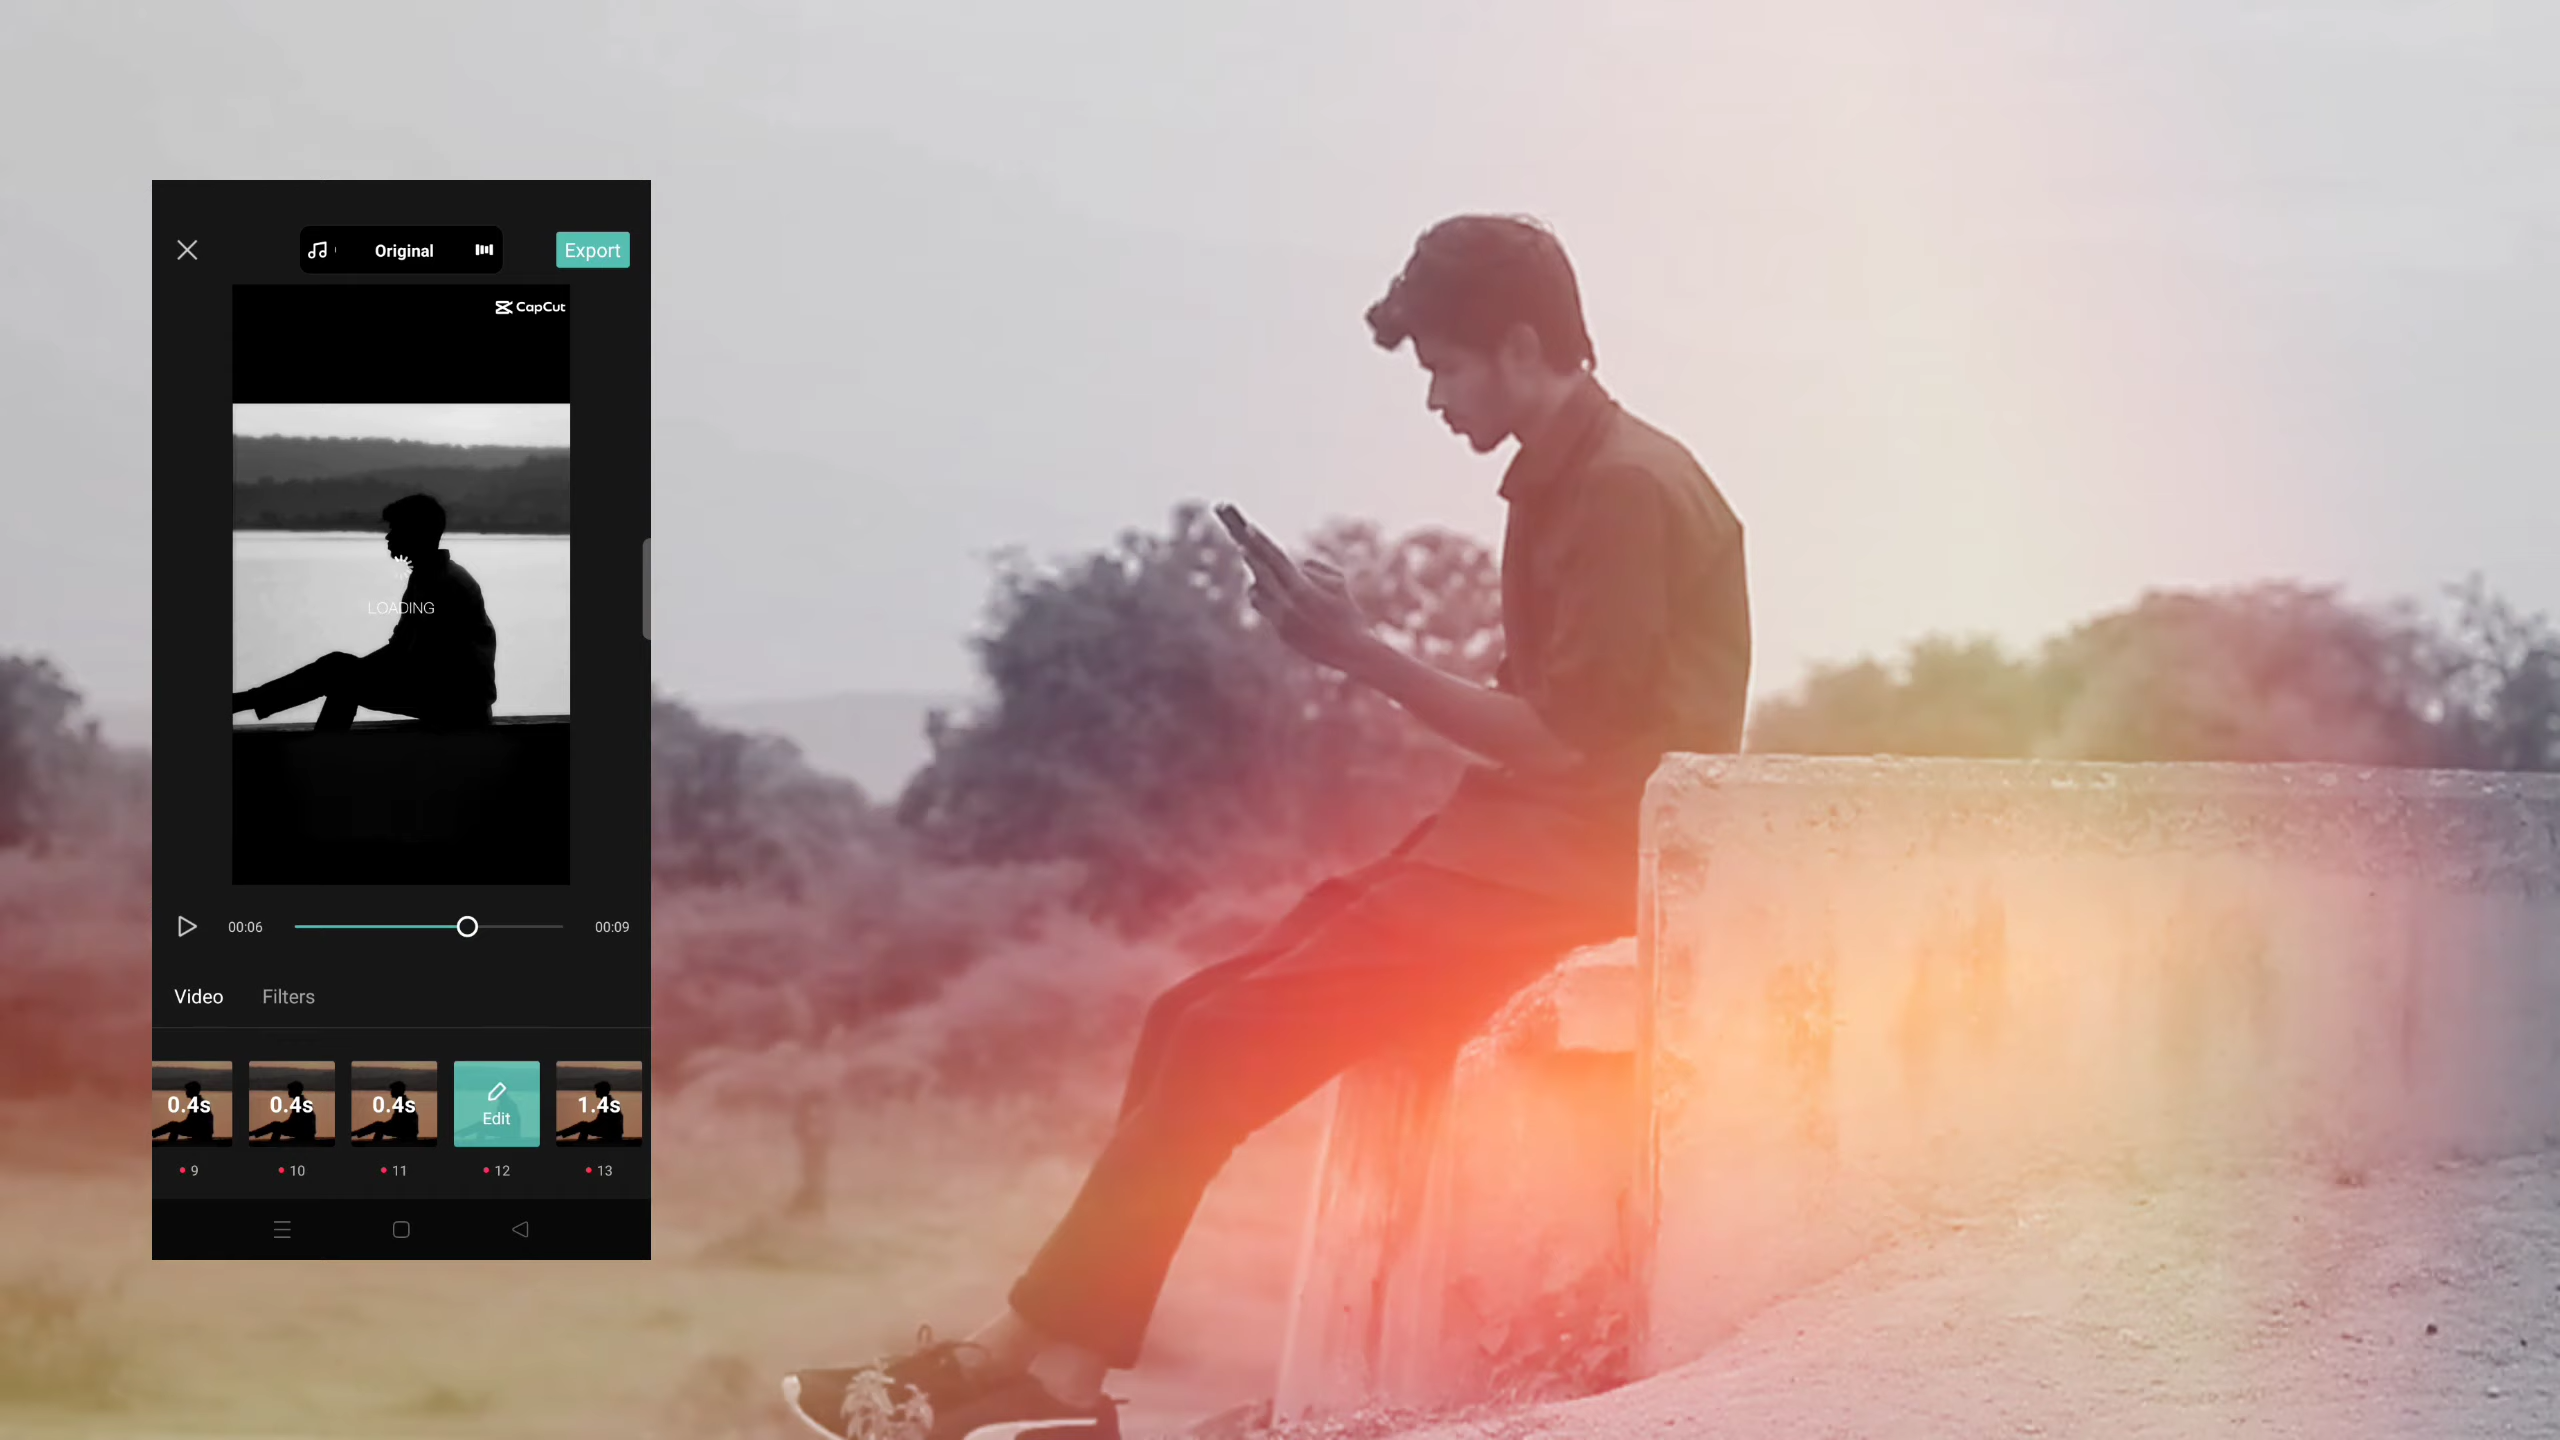 Original
Export
CapCut
LOADING
00:06
00:09
Video
Filters
0.4s
0.4s
0.4s
Edit
1.4s
9
10
11
12
13